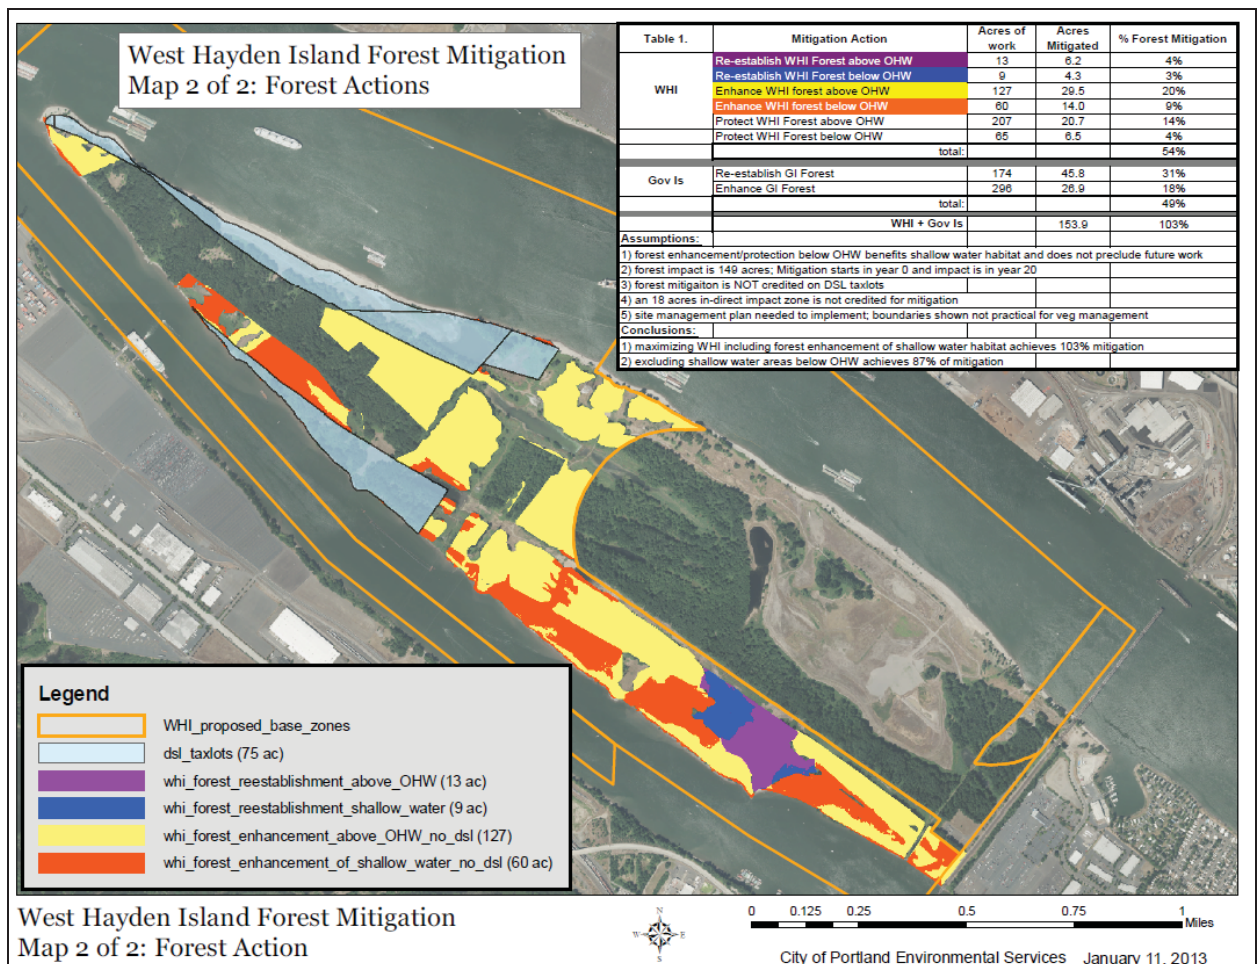 West Hayden Island Forest Mitigation
Map 2 of 2: Forest Actions
Table 1. Mitigation Action Acres of work Acres Mitigated % Forest Mitigation
WHI
Re-establish WHI Forest above OHW 13 6.2 4%
Re-establish WHI Forest below OHW 9 4.3 3%
Enhance WHI forest above OHW 127 29.5 20%
Enhance WHI forest below OHW 60 14.0 9%
Protect WHI Forest above OHW 207 20.7 14%
Protect WHI Forest below OHW 65 6.5 4%
total: 54%
Gov Is
Re-establish GI Forest 174 45.8 31%
Enhance GI Forest 296 26.9 18%
total: 49%
WHI + Gov Is 153.9 103%
Assumptions:
1) forest enhancement/protection below OHW benefits shallow water habitat and does not preclude future work
2) forest impact is 149 acres; Mitigation starts in year 0 and impact is in year 20
3) forest mitigaiton is NOT credited on DSL taxlots
4) an 18 acres in-direct impact zone is not credited for mitigation
5) site management plan needed to implement; boundaries shown not practical for veg management
Conclusions:
1) maximizing WHI including forest enhancement of shallow water habitat achieves 103% mitigation
2) excluding shallow water areas below OHW achieves 87% of mitigation
Legend
WHI_proposed_base_zones
dsl_taxlots (75 ac)
whi_forest_reestablishment_above_OHW (13 ac)
whi_forest_reestablishment_shallow_water (9 ac)
whi_forest_enhancement_above_OHW_no_dsl (127)
whi_forest_enhancement_of_shallow_water_no_dsl (60 ac)
West Hayden Island Forest Mitigation
Map 2 of 2: Forest Action
N
W E
S
0 0.125 0.25 0.5 0.75 1
Miles
City of Portland Environmental Services January 11, 2013